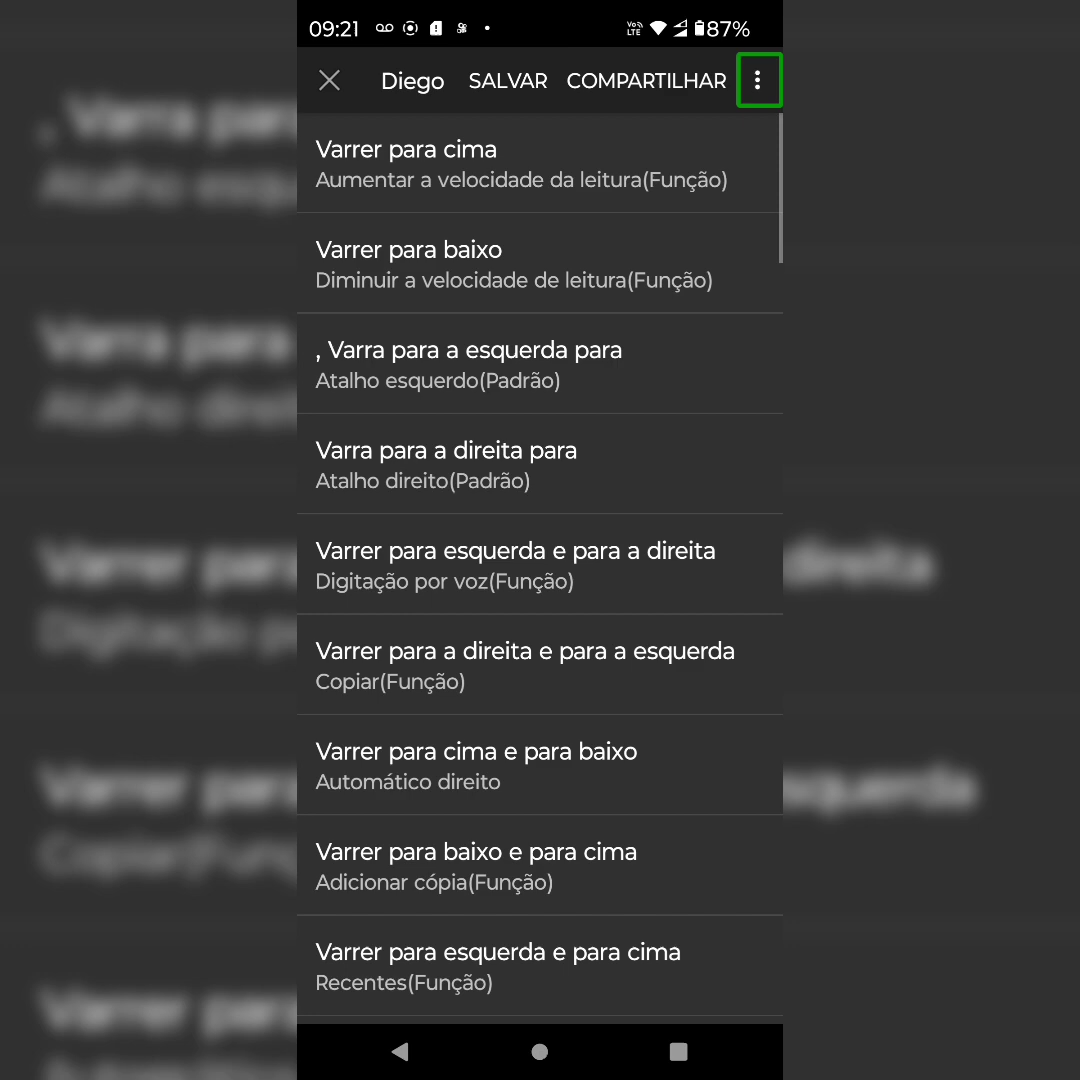 09:21 Vo) LTE 87%
Diego SALVAR COMPARTILHAR
Varrer para cima
Aumentar a velocidade da leitura(Função)
Varrer para baixo
Diminuir a velocidade de leitura(Função)
, Varra para a esquerda para
Atalho esquerdo(Padrão)
Varra para a direita para
Atalho direito(Padrão)
Varrer para esquerda e para a direita
Digitação por voz(Função)
Varrer para a direita e para a esquerda
Copiar(Função)
Varrer para cima e para baixo
Automático direito
Varrer para baixo e para cima
Adicionar cópia(Função)
Varrer para esquerda e para cima
Recentes(Função)